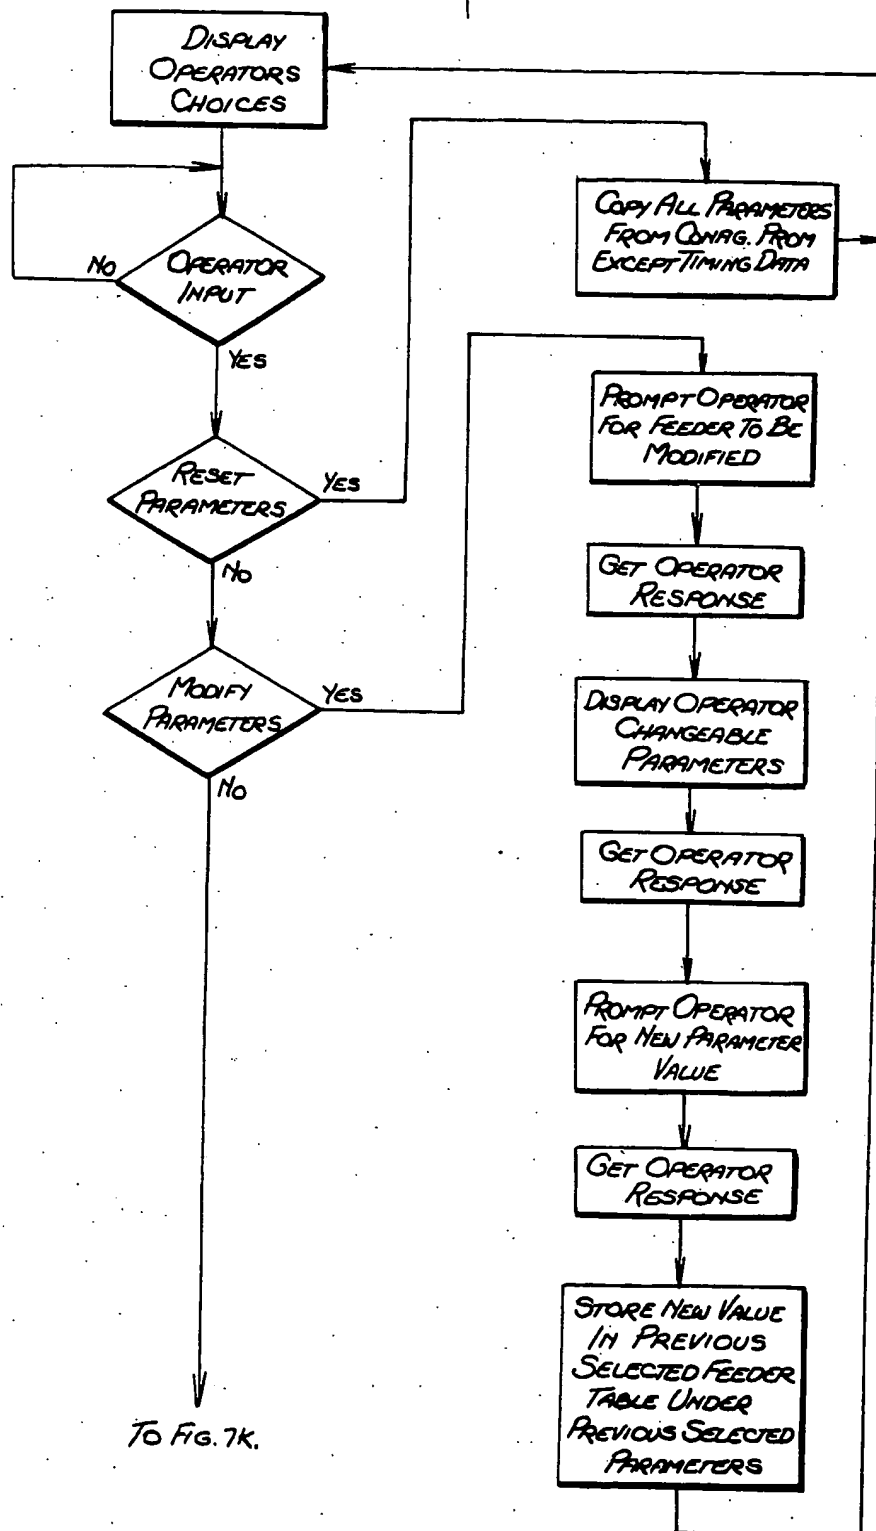 DISPLAY
OPERATORS
CHOICES
OPERATOR
INPUT
NO
YES
RESET
PARAMETERS
YES
NO
MODIFY
PARAMETERS
YES
NO
TO FIG. 7K.
COPY ALL PARAMETERS
FROM CONFIG. FROM
EXCEPT TIMING DATA
PROMPT OPERATOR
FOR FEEDER TO BE
MODIFIED
GET OPERATOR
RESPONSE
DISPLAY OPERATOR
CHANGEABLE
PARAMETERS
GET OPERATOR
RESPONSE
PROMPT OPERATOR
FOR NEW PARAMETER
VALUE
GET OPERATOR
RESPONSE
STORE NEW VALUE
IN PREVIOUS
SELECTED FEEDER
TABLE UNDER
PREVIOUS SELECTED
PARAMETERS